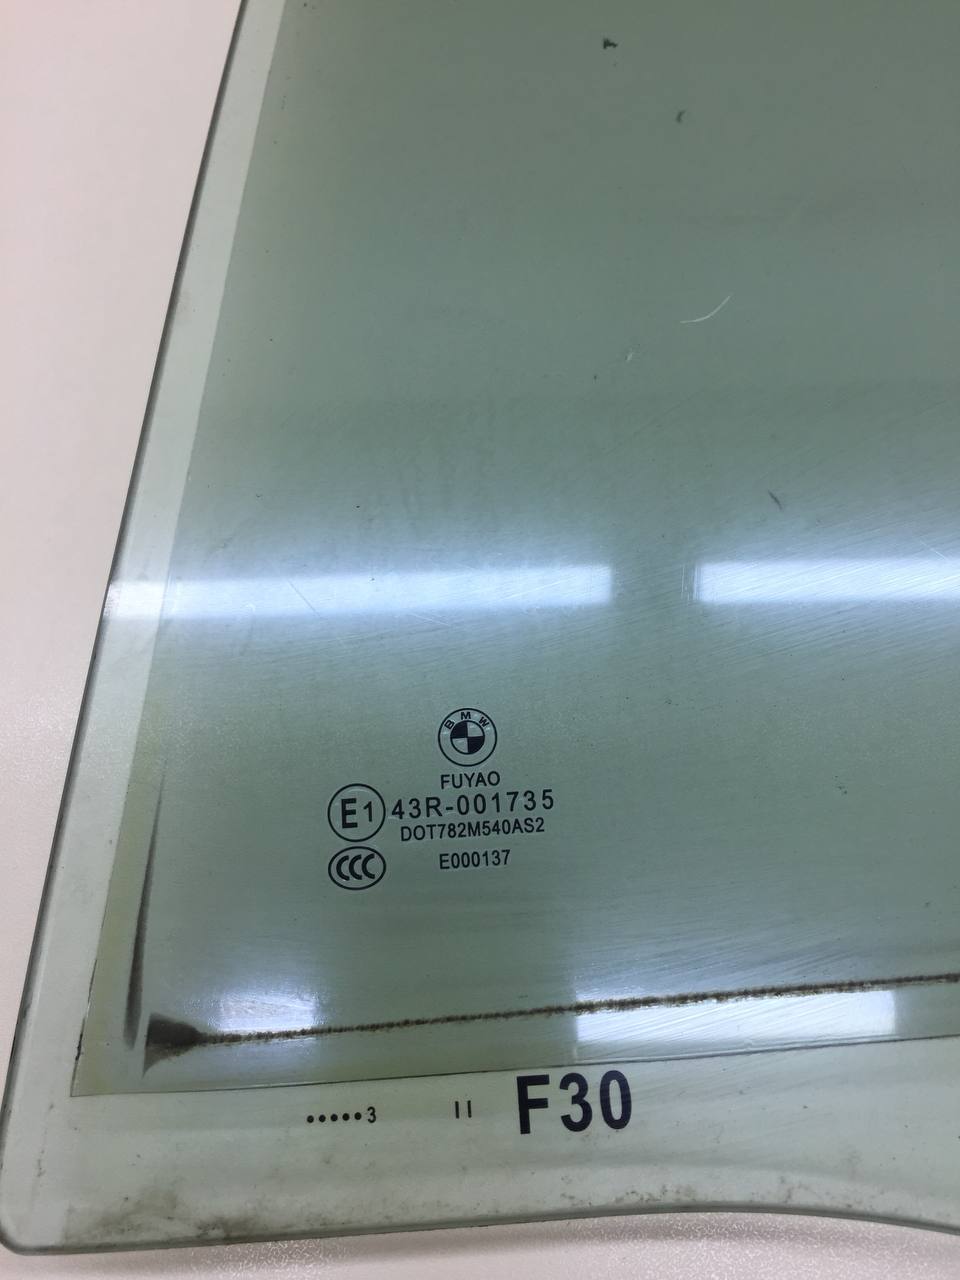 BMW
FUYAO
E1 43R-001735
DOT782M540AS2
CCC E000137
•••••3 II F30